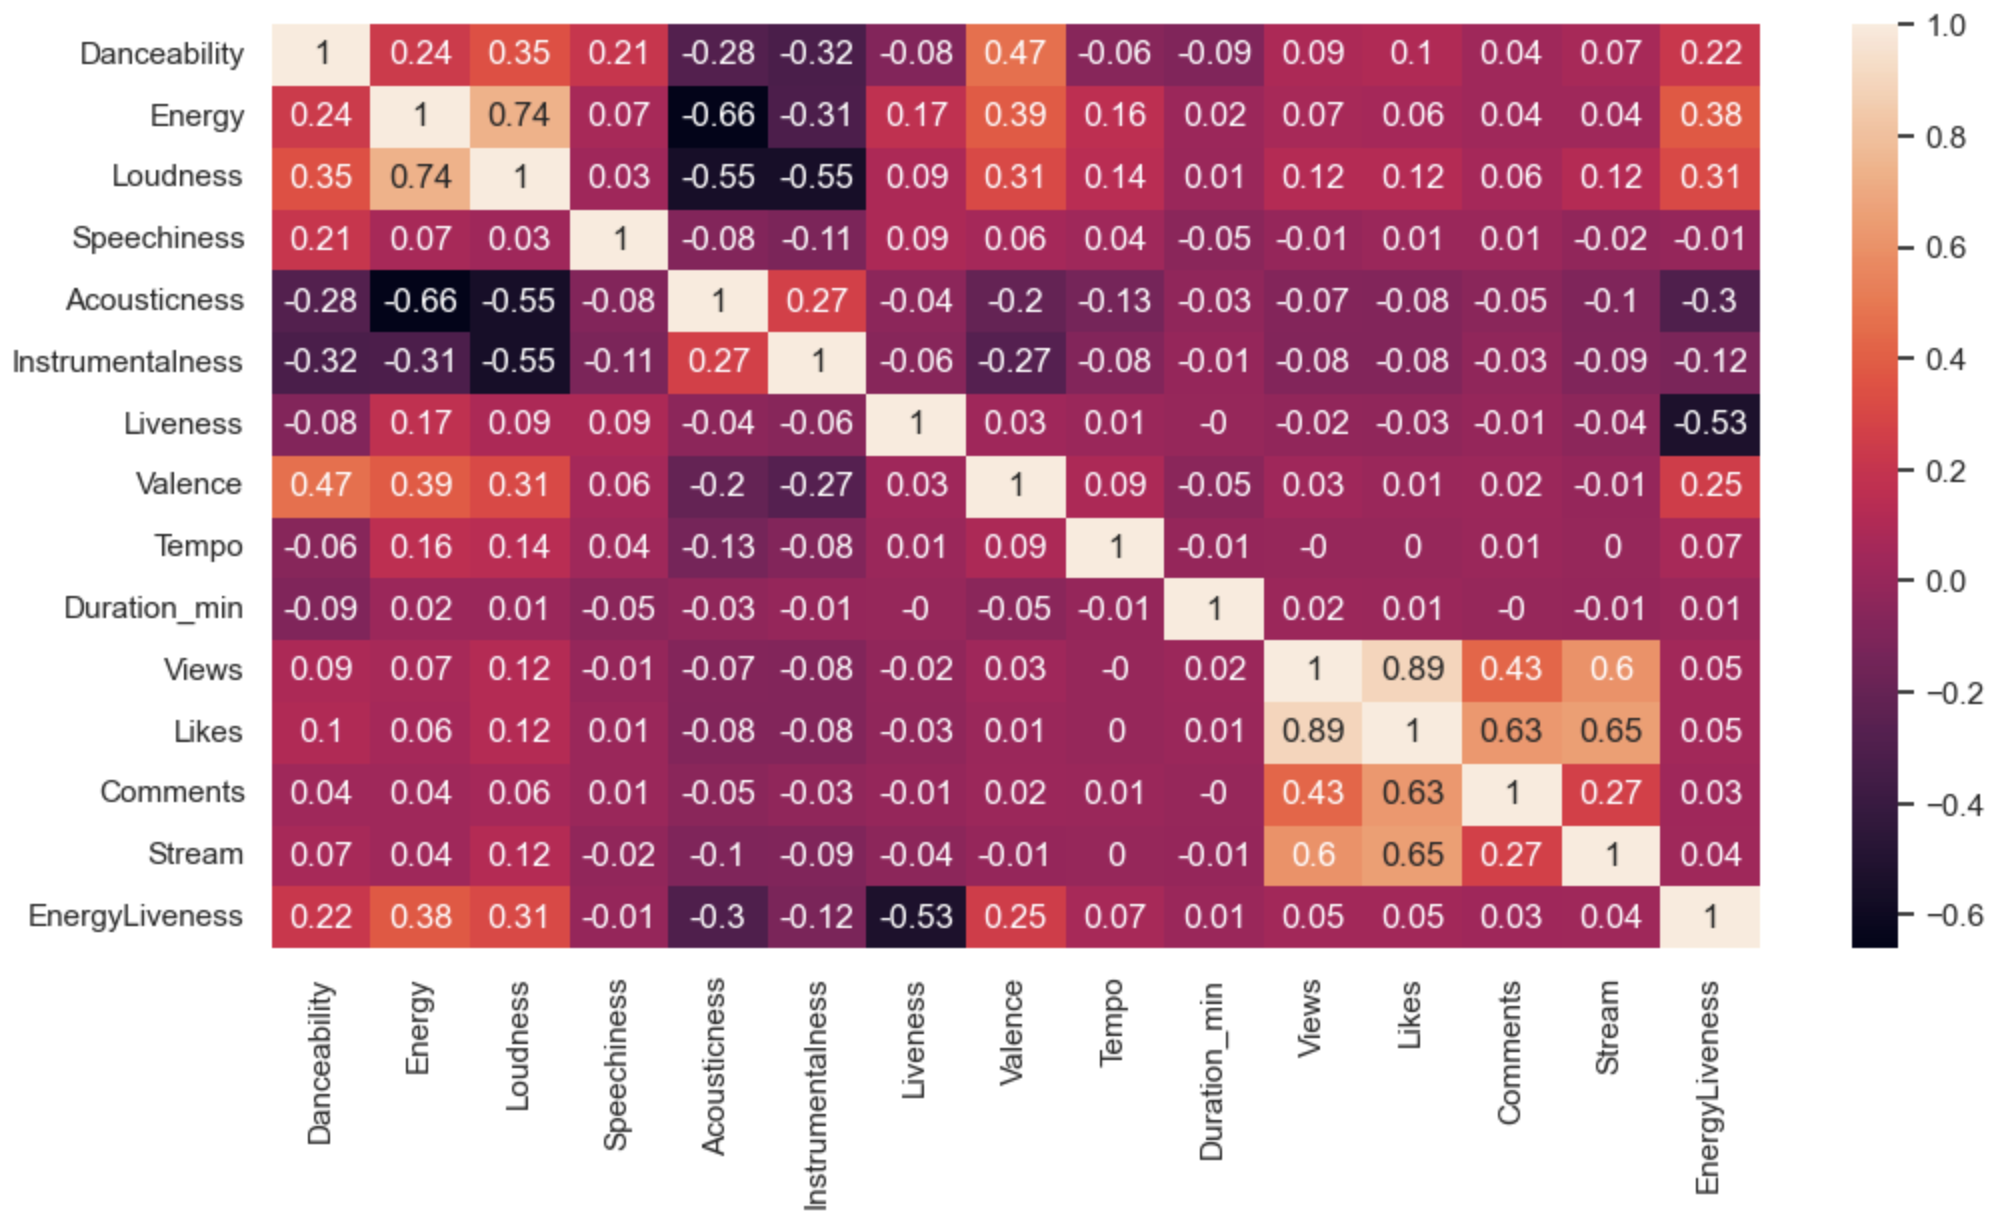 Danceability 1 0.24 0.35 0.21 -0.28 -0.32 -0.08 0.47 -0.06 -0.09 0.09 0.1 0.04 0.07 0.22
Energy 0.24 1 0.74 0.07 -0.66 -0.31 0.17 0.39 0.16 0.02 0.07 0.06 0.04 0.04 0.38
Loudness 0.35 0.74 1 0.03 -0.55 -0.55 0.09 0.31 0.14 0.01 0.12 0.12 0.06 0.12 0.31
Speechiness 0.21 0.07 0.03 1 -0.08 -0.11 0.09 0.06 0.04 -0.05 -0.01 0.01 0.01 -0.02 -0.01
Acousticness -0.28 -0.66 -0.55 -0.08 1 0.27 -0.04 -0.2 -0.13 -0.03 -0.07 -0.08 -0.05 -0.1 -0.3
Instrumentalness -0.32 -0.31 -0.55 -0.11 0.27 1 -0.06 -0.27 -0.08 -0.01 -0.08 -0.08 -0.03 -0.09 -0.12
Liveness -0.08 0.17 0.09 0.09 -0.04 -0.06 1 0.03 0.01 -0 -0.02 -0.03 -0.01 -0.04 -0.53
Valence 0.47 0.39 0.31 0.06 -0.2 -0.27 0.03 1 0.09 -0.05 0.03 0.01 0.02 -0.01 0.25
Tempo -0.06 0.16 0.14 0.04 -0.13 -0.08 0.01 0.09 1 -0.01 -0 0 0.01 0 0.07
Duration_min -0.09 0.02 0.01 -0.05 -0.03 -0.01 -0 -0.05 -0.01 1 0.02 0.01 -0 -0.01 0.01
Views 0.09 0.07 0.12 -0.01 -0.07 -0.08 -0.02 0.03 -0 0.02 1 0.89 0.43 0.6 0.05
Likes 0.1 0.06 0.12 0.01 -0.08 -0.08 -0.03 0.01 0 0.01 0.89 1 0.63 0.65 0.05
Comments 0.04 0.04 0.06 0.01 -0.05 -0.03 -0.01 0.02 0.01 -0 0.43 0.63 1 0.27 0.03
Stream 0.07 0.04 0.12 -0.02 -0.1 -0.09 -0.04 -0.01 0 -0.01 0.6 0.65 0.27 1 0.04
EnergyLiveness 0.22 0.38 0.31 -0.01 -0.3 -0.12 -0.53 0.25 0.07 0.01 0.05 0.05 0.03 0.04 1
Danceability
Energy
Loudness
Speechiness
Acousticness
Instrumentalness
Liveness
Valence
Tempo
Duration_min
Views
Likes
Comments
Stream
EnergyLiveness
1.0
0.8
0.6
0.4
0.2
0.0
−0.2
−0.4
−0.6